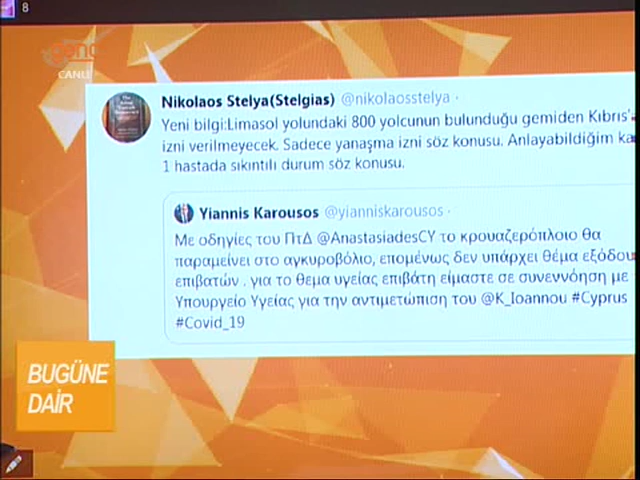 8
genç
CANLI
Nikolaos Stelya(Stelgias) @nikolaosstelya ·
Yeni bilgi:Limasol yolundaki 800 yolcunun bulunduğu gemiden Kıbrıs'
izni verilmeyecek. Sadece yanaşma izni söz konusu. Anlayabildiğim ka
1 hastada sıkıntılı durum söz konusu.
Yiannis Karousos @yianniskarousos ·
Με οδηγίες του ΠτΔ @AnastasiadesCY το κρουαζερόπλοιο θα
παραμείνει στο αγκυροβόλιο, επομένως δεν υπάρχει θέμα εξόδου
επιβατών . για το θεμα υγείας επιβάτη είμαστε σε συνεννόηση με
Υπουργείο Υγείας για την αντιμετώπιση του @K_Ioannou #Cyprus
#Covid_19
BUGÜNE
DAİR